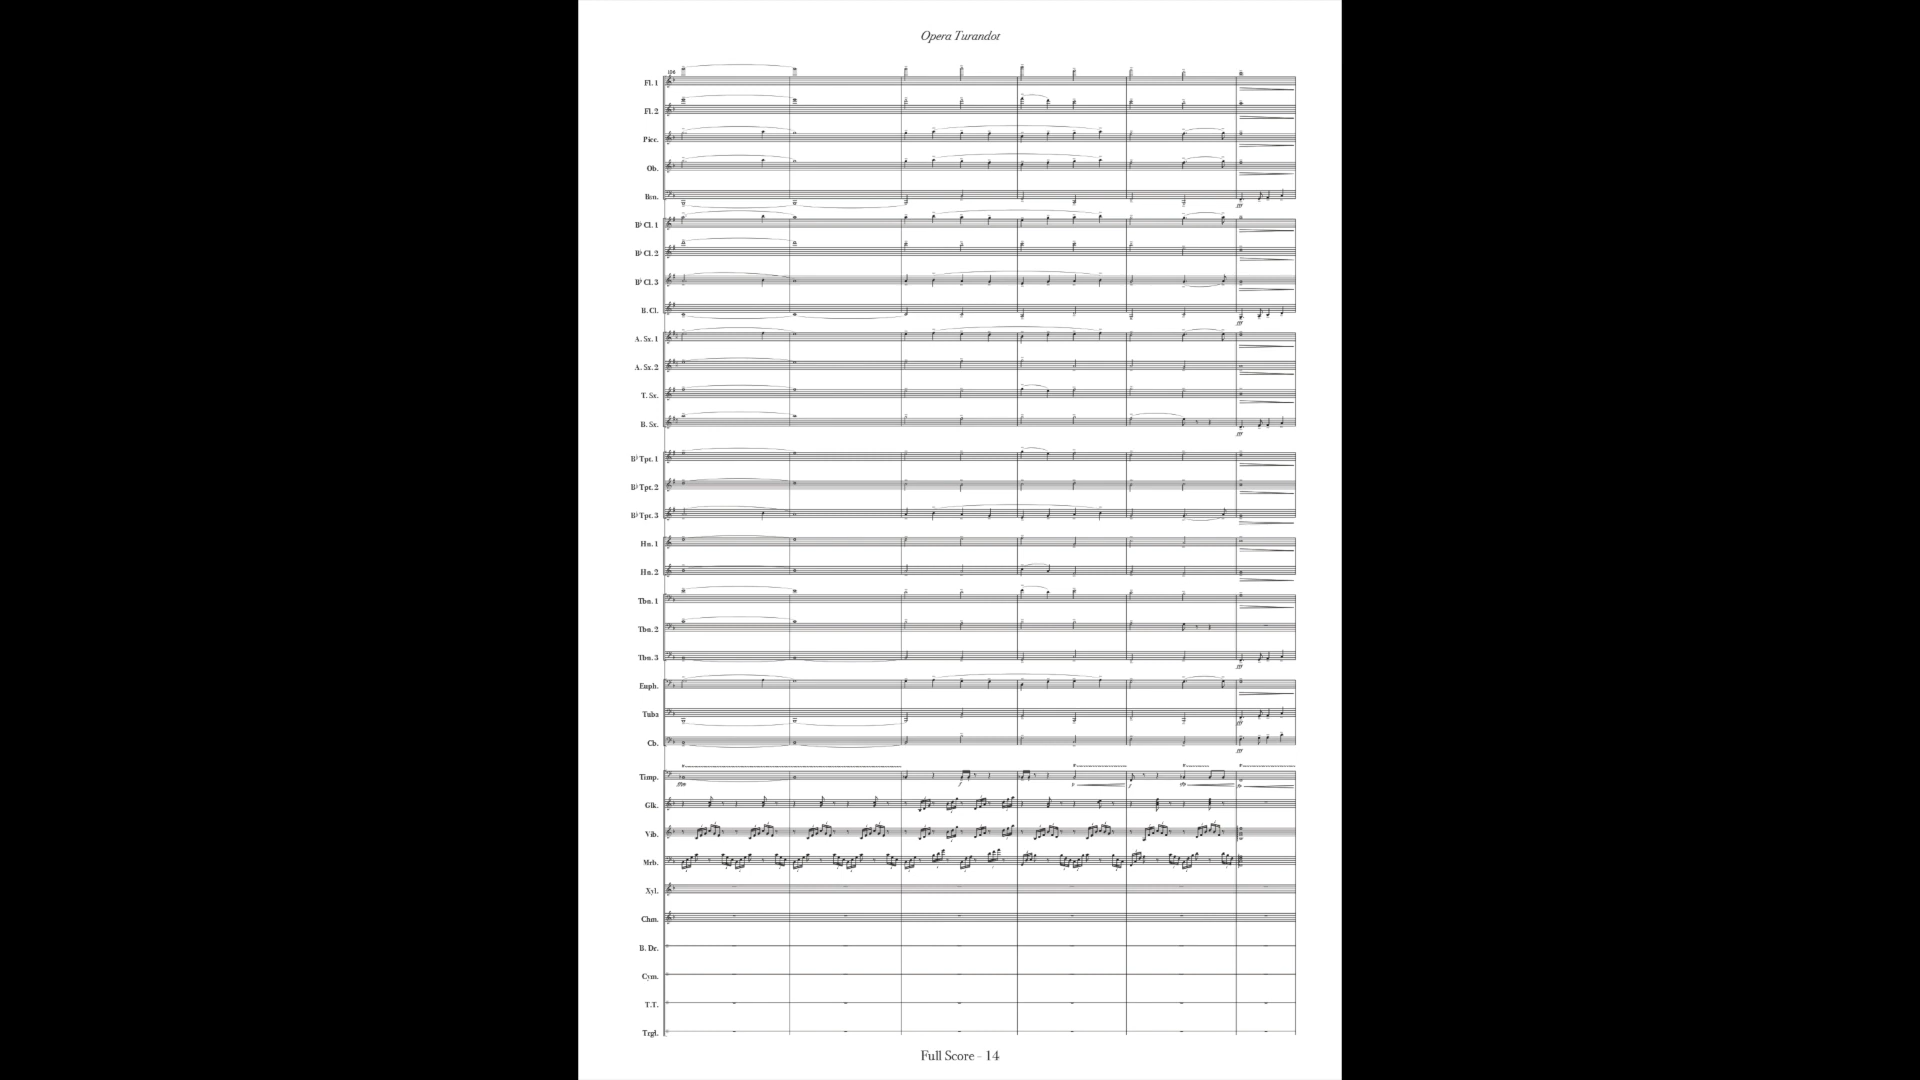 Opera Turandot
Fl. 1
Fl. 2
Picc.
Ob.
Bsn.
B♭ Cl. 1
B♭ Cl. 2
B♭ Cl. 3
B. Cl.
A. Sx. 1
A. Sx. 2
T. Sx.
B. Sx.
B♭ Tpt. 1
B♭ Tpt. 2
B♭ Tpt. 3
Hn. 1
Hn. 2
Tbn. 1
Tbn. 2
Tbn. 3
Euph.
Tuba
Cb.
Timp.
Glk.
Vib.
Mrb.
Xyl.
Chm.
B. Dr.
Cym.
T.T.
Trgl.
Full Score - 14